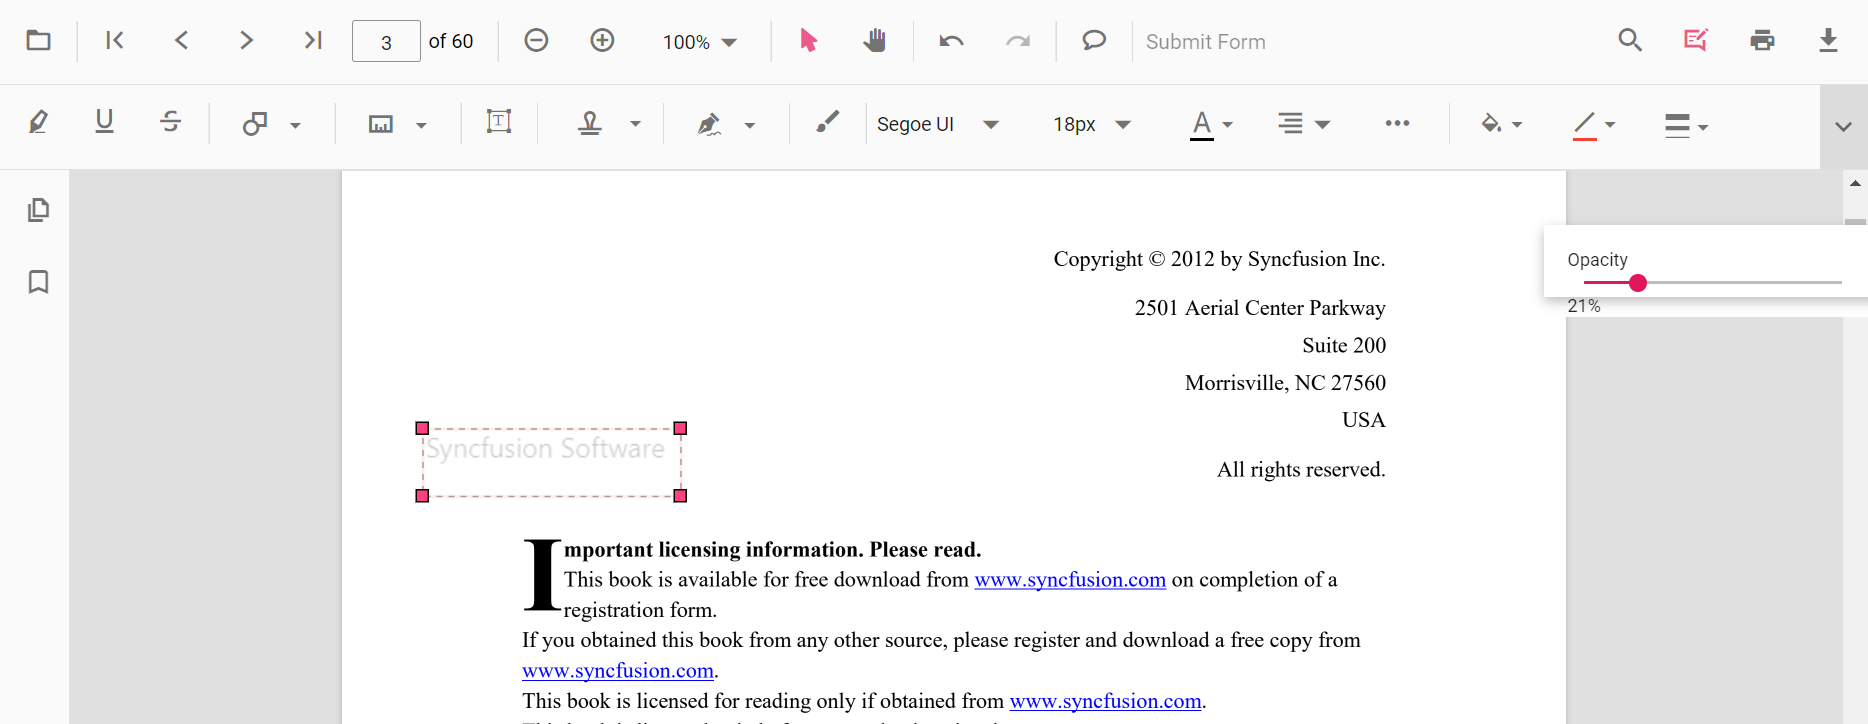 3 of 60 100% Submit Form
Segoe UI 18px
Opacity
21%
Copyright © 2012 by Syncfusion Inc.
2501 Aerial Center Parkway
Suite 200
Morrisville, NC 27560
USA
Syncfusion Software
All rights reserved.
Important licensing information. Please read.
This book is available for free download from www.syncfusion.com on completion of a
registration form.
If you obtained this book from any other source, please register and download a free copy from
www.syncfusion.com.
This book is licensed for reading only if obtained from www.syncfusion.com.